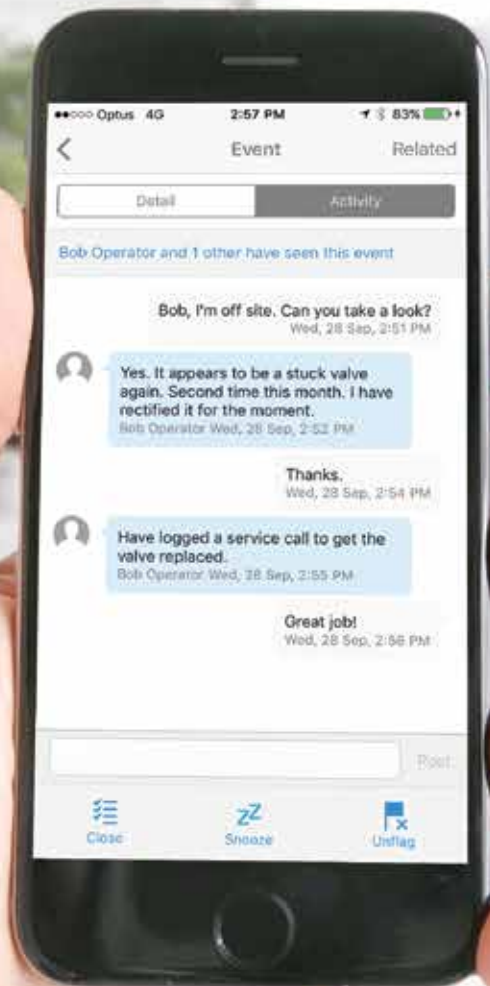 Optus 4G 2:57 PM 83%
Event Related
Detail Activity
Bob Operator and 1 other have seen this event
Bob, I'm off site. Can you take a look?
Wed, 28 Sep, 2:51 PM
Yes. It appears to be a stuck valve
again. Second time this month. I have
rectified it for the moment.
Bob Operator Wed, 28 Sep, 2:52 PM
Thanks.
Wed, 28 Sep, 2:54 PM
Have logged a service call to get the
valve replaced.
Bob Operator Wed, 28 Sep, 2:55 PM
Great job!
Wed, 28 Sep, 2:56 PM
Post
zzZ
Close Snooze Unflag